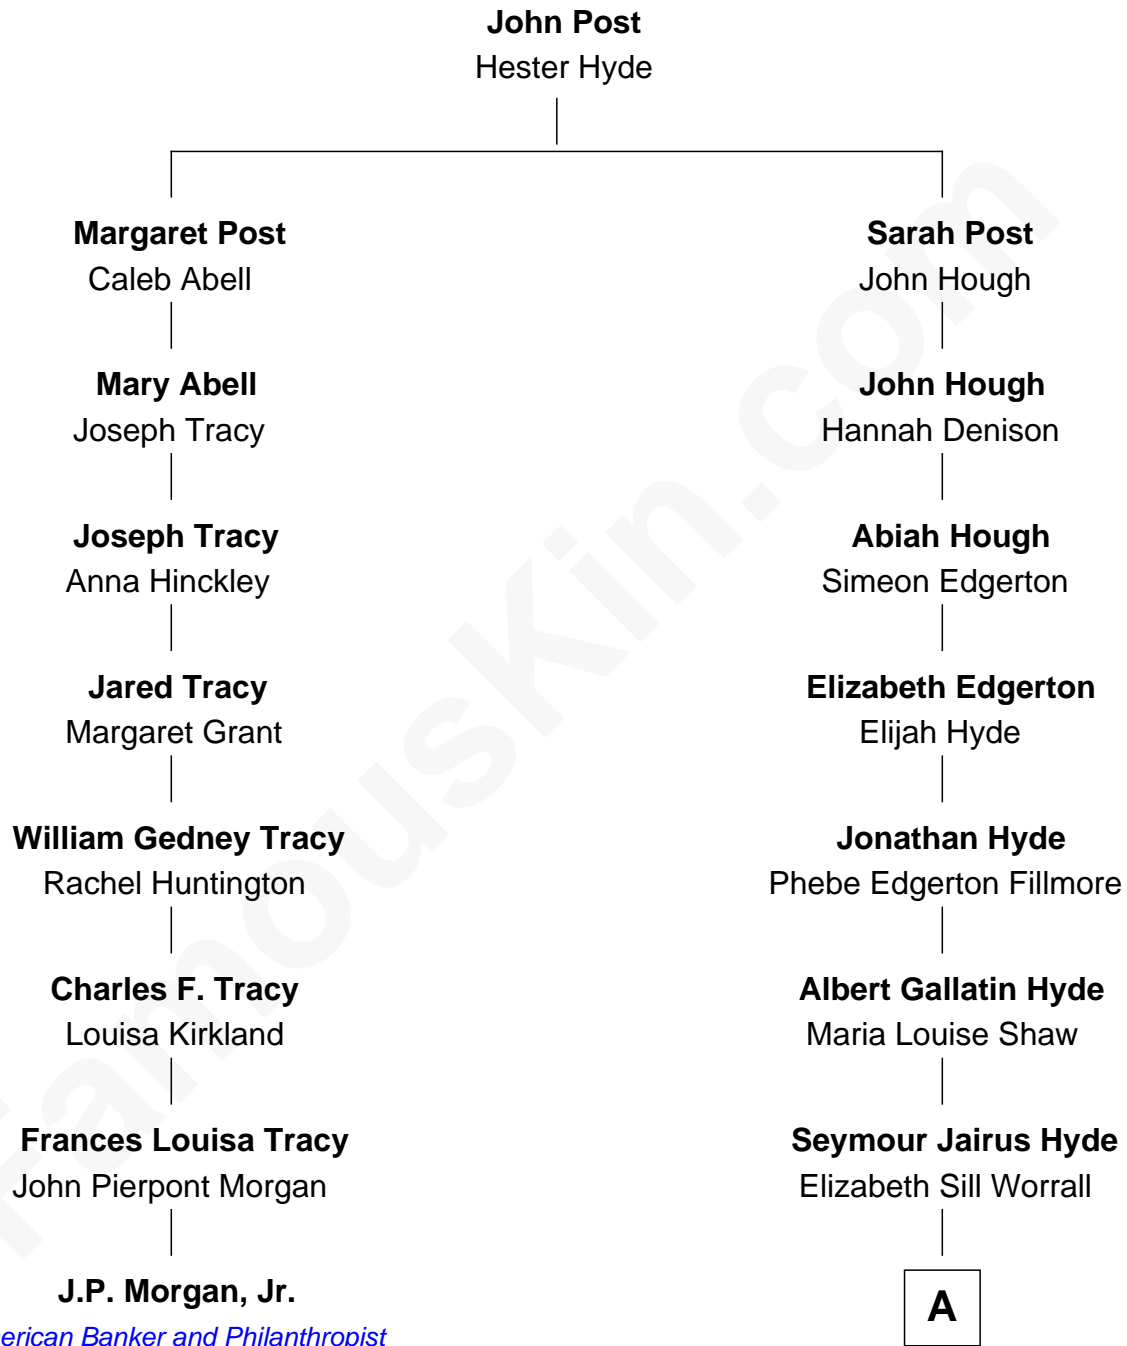 John Post
Hester Hyde
Margaret Post
Caleb Abell
Sarah Post
John Hough
Mary Abell
Joseph Tracy
John Hough
Hannah Denison
Joseph Tracy
Anna Hinckley
Abiah Hough
Simeon Edgerton
Jared Tracy
Margaret Grant
Elizabeth Edgerton
Elijah Hyde
William Gedney Tracy
Rachel Huntington
Jonathan Hyde
Phebe Edgerton Fillmore
Charles F. Tracy
Louisa Kirkland
Albert Gallatin Hyde
Maria Louise Shaw
Frances Louisa Tracy
John Pierpont Morgan
Seymour Jairus Hyde
Elizabeth Sill Worrall
J.P. Morgan, Jr.
erican Banker and Philanthropist
A
FamousKin.com